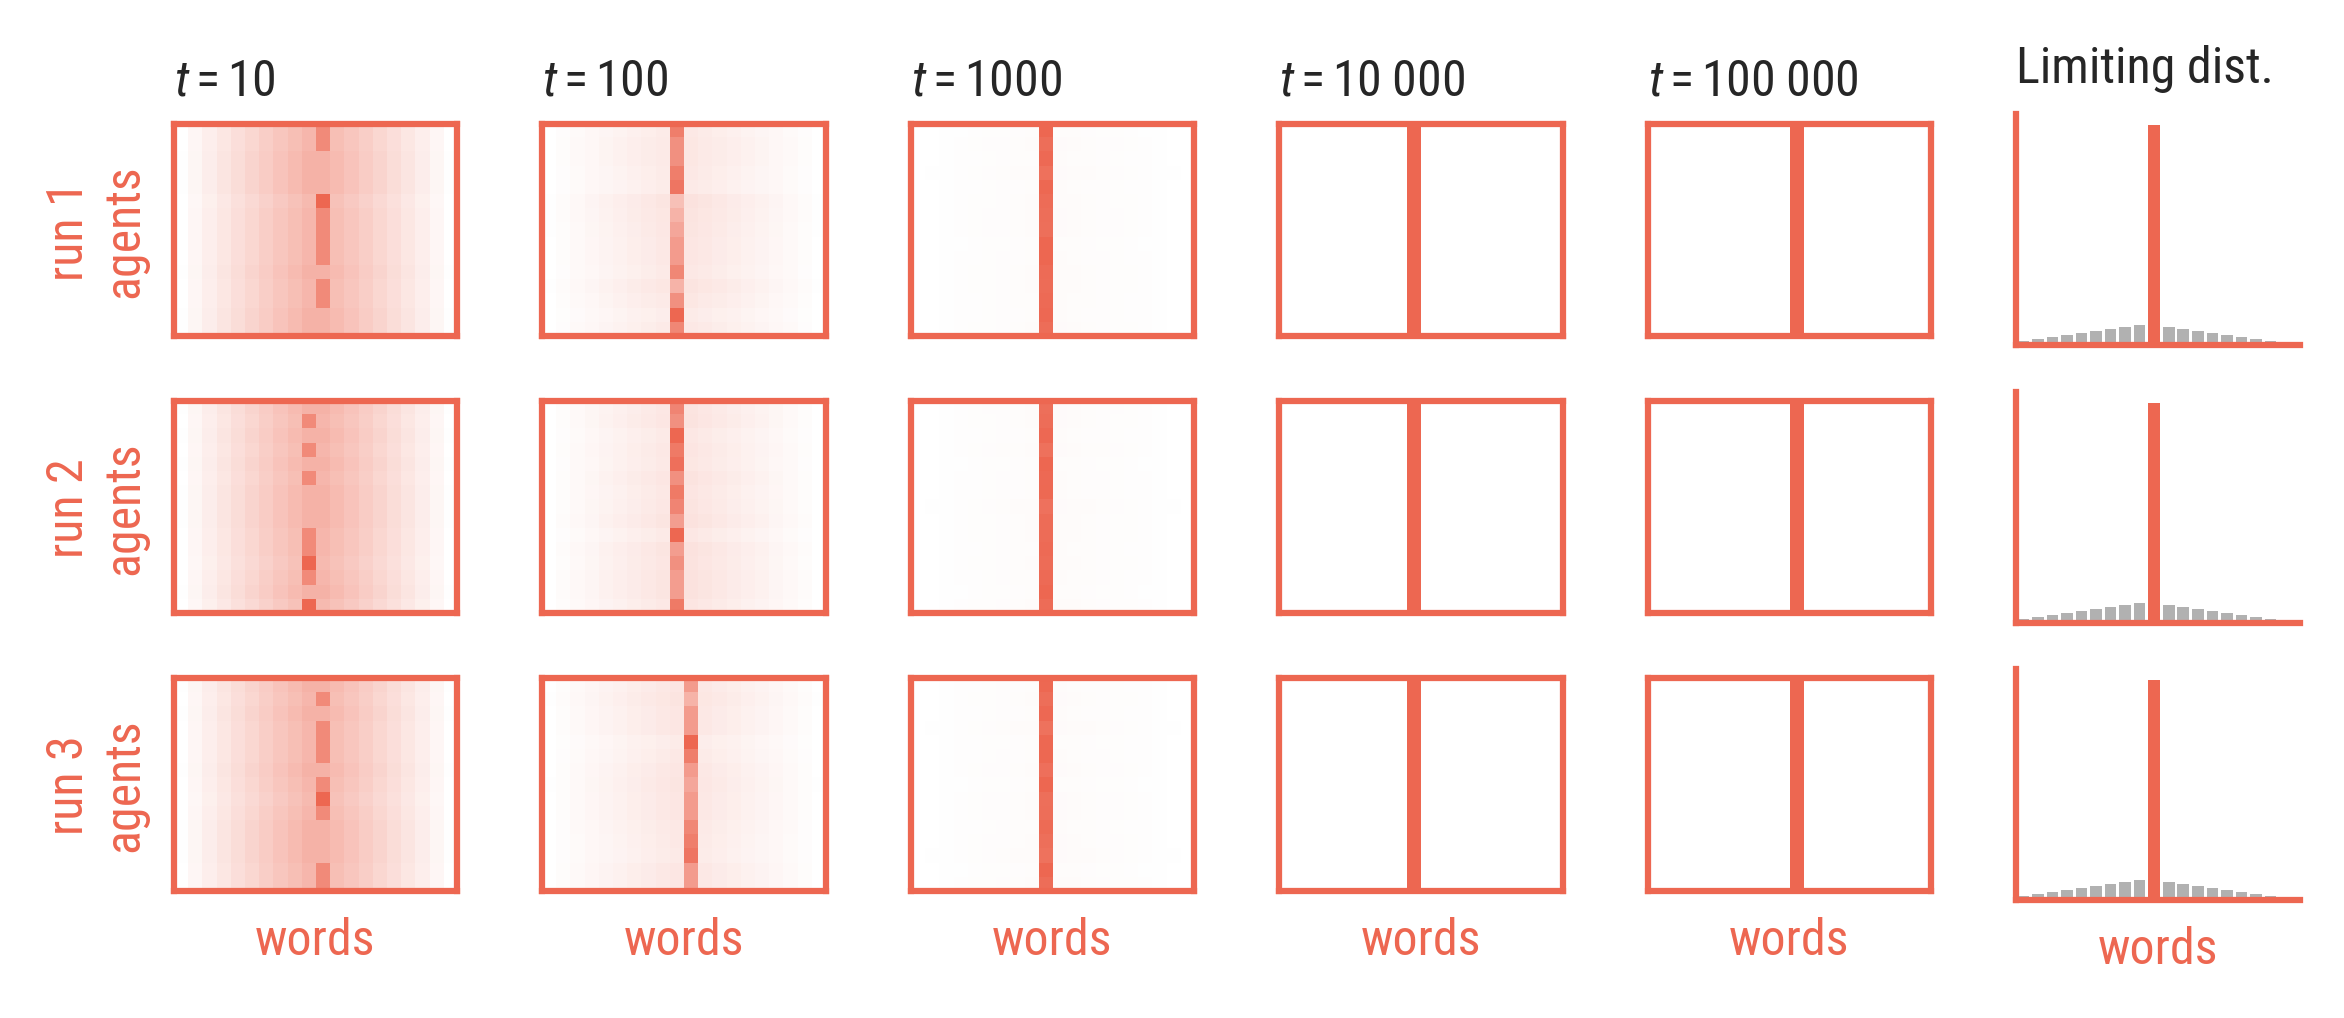 t = 10
t = 100
t = 1000
t = 10 000
t = 100 000
Limiting dist.
run 1
agents
run 2
agents
run 3
agents
words
words
words
words
words
words